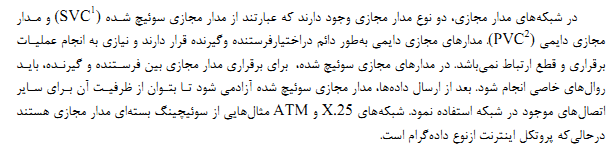 در شبکه‌های مدار مجازی، دو نوع مدار مجازی وجود دارند که عبارتند از مدار مجازی سوئیچ شده (SVC1) و مدار
مجازی دایمی (PVC2). مدارهای مجازی دایمی به‌طور دائم دراختیارفرستنده وگیرنده قرار دارند و نیازی به انجام عملیات
برقراری و قطع ارتباط نمی‌باشد. در مدارهای مجازی سوئیچ شده، برای برقراری مدار مجازی بین فرستنده و گیرنده، باید
روال‌های خاصی انجام شود. بعد از ارسال داده‌ها، مدار مجازی سوئیچ شده آزادمی شود تا بتوان از ظرفیت آن برای سایر
اتصال‌های موجود در شبکه استفاده نمود. شبکه‌های X.25 و ATM مثال‌هایی از سوئیچینگ بسته‌ای مدار مجازی هستند
درحالی‌که پروتکل اینترنت ازنوع داده‌گرام است.